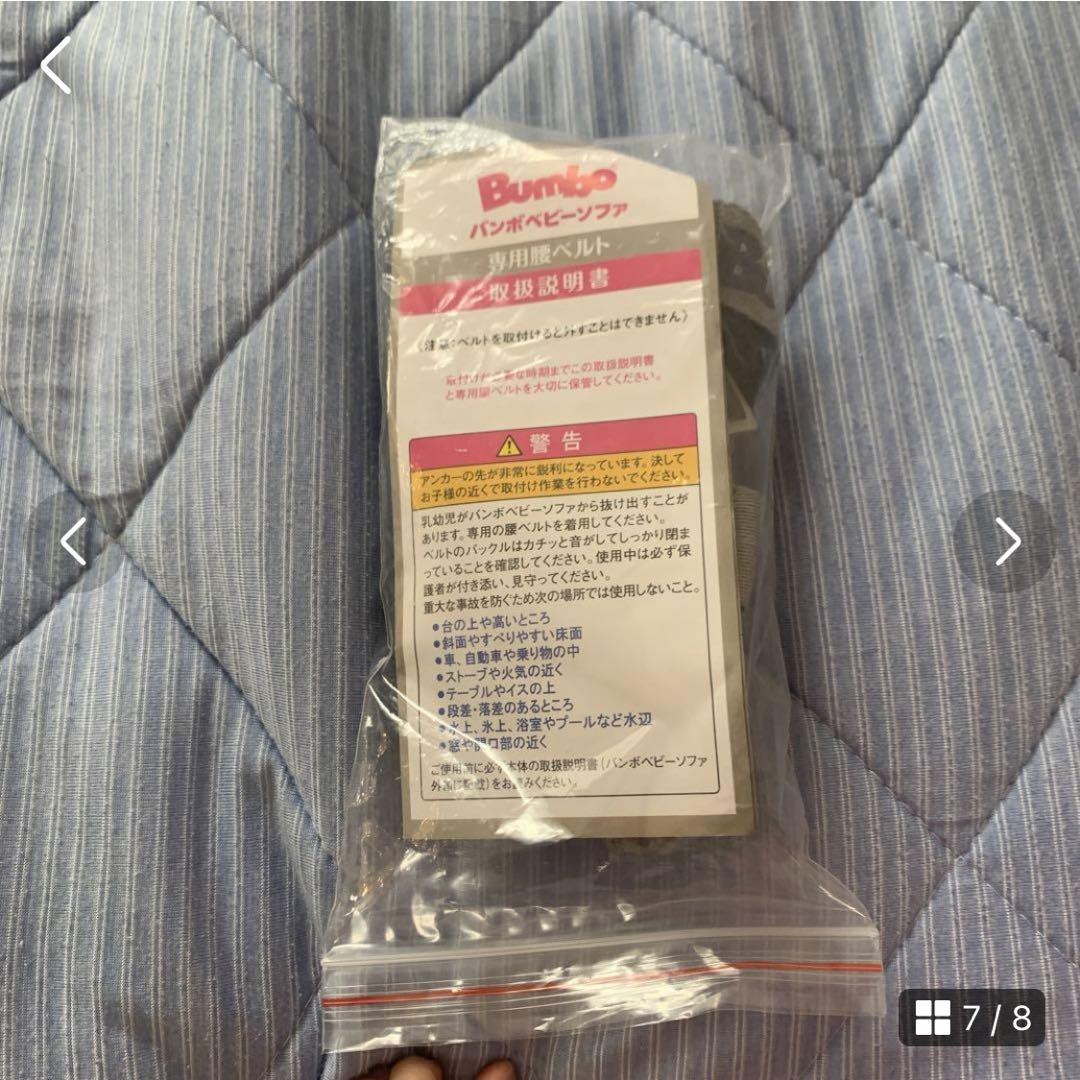 Bumbo
バンボベビーソファ
専用腰ベルト
取扱説明書
《注意:ベルトを取付けると外すことはできません》
取付けが必要な時期までこの取扱説明書
と専用腰ベルトを大切に保管してください。
警告
アンカーの先が非常に鋭利になっています。決して
お子様の近くで取付け作業を行わないでください。
乳幼児がバンボベビーソファから抜け出すことが
あります。専用の腰ベルトを着用してください。
ベルトのバックルはカチッと音がしてしっかり閉ま
っていることを確認してください。使用中は必ず保
護者が付き添い、見守ってください。
重大な事故を防ぐため次の場所では使用しないこと。
●台の上や高いところ
●斜面やすべりやすい床面
●車、自動車や乗り物の中
●ストーブや火気の近く
●テーブルやイスの上
●段差・落差のあるところ
●水上、氷上、浴室やプールなど水辺
●窓や開口部の近く
ご使用前に必ず本体の取扱説明書(バンボベビーソファ
外箱に記載)をお読みください。
7 / 8